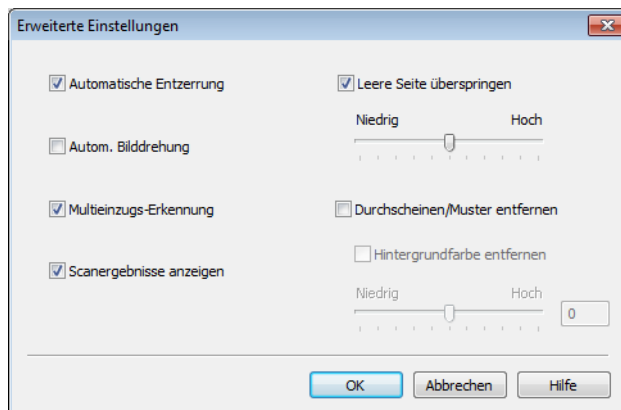 Erweiterte Einstellungen
Automatische Entzerrung
Autom. Bilddrehung
Multieinzugs-Erkennung
Scanergebnisse anzeigen
Leere Seite überspringen
Niedrig Hoch
Durchscheinen/Muster entfernen
Hintergrundfarbe entfernen
Niedrig Hoch
0
OK Abbrechen Hilfe